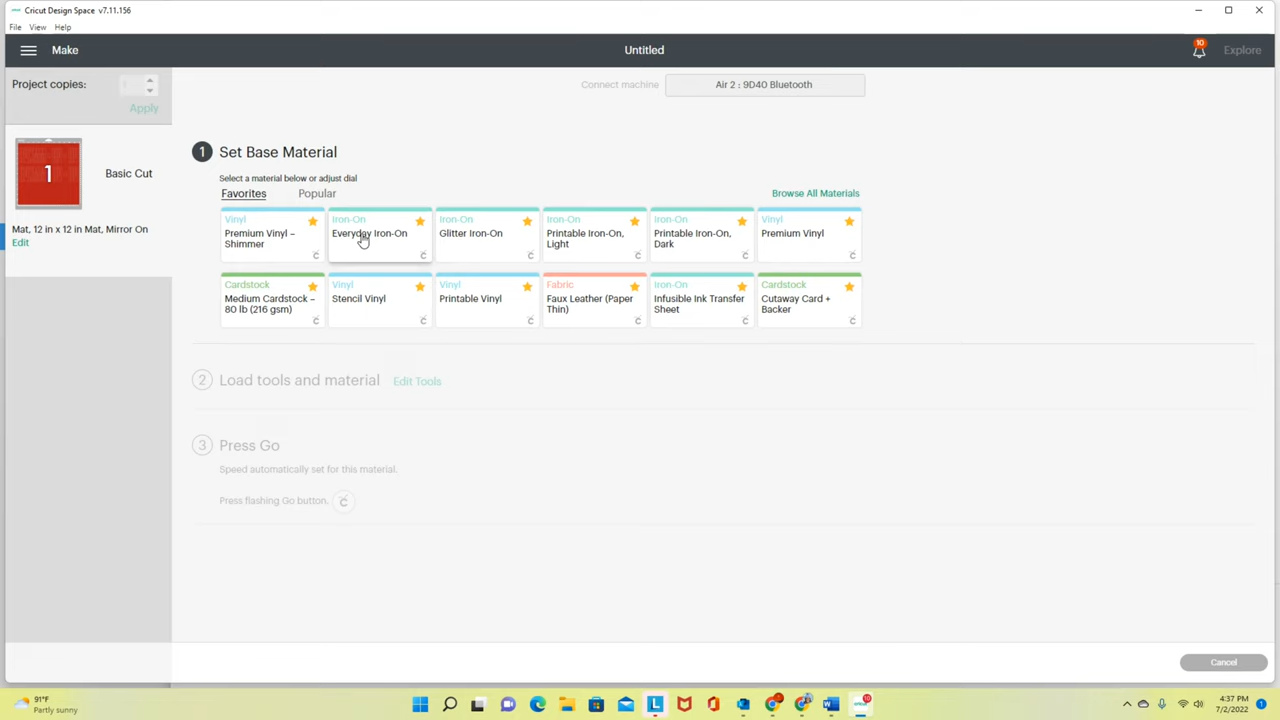 Cricut Design Space v7.11.156
File View Help
Make
Untitled
10
Explore
Project copies:
Apply
Connect machine
Air 2 : 9D40 Bluetooth
1
Basic Cut
Mat, 12 in x 12 in Mat, Mirror On
Edit
1 Set Base Material
Select a material below or adjust dial
Favorites Popular
Browse All Materials
Vinyl
Premium Vinyl –
Shimmer
Iron-On
Everyday Iron-On
Iron-On
Glitter Iron-On
Iron-On
Printable Iron-On,
Light
Iron-On
Printable Iron-On,
Dark
Vinyl
Premium Vinyl
Cardstock
Medium Cardstock –
80 lb (216 gsm)
Vinyl
Stencil Vinyl
Vinyl
Printable Vinyl
Fabric
Faux Leather (Paper
Thin)
Iron-On
Infusible Ink Transfer
Sheet
Cardstock
Cutaway Card +
Backer
2 Load tools and material Edit Tools
3 Press Go
Speed automatically set for this material.
Press flashing Go button.
Cancel
91°F
Partly sunny
4:37 PM
7/2/2022